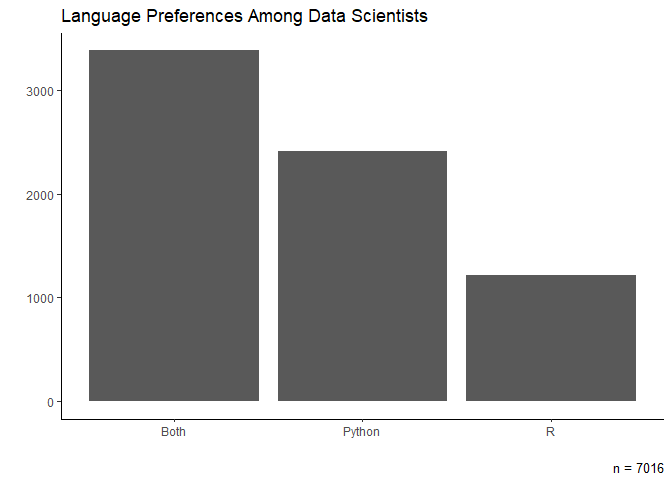 Language Preferences Among Data Scientists
3000
2000
1000
0
Both Python R
n = 7016